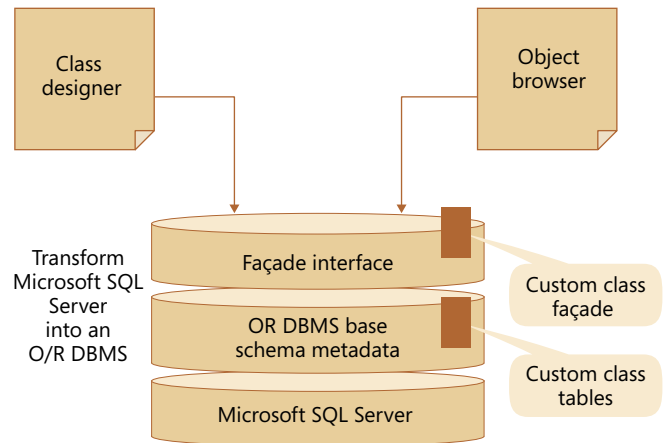 Class
designer
Object
browser
Transform
Microsoft SQL
Server
into an
O/R DBMS
Façade interface
Custom class
façade
OR DBMS base
schema metadata
Custom class
tables
Microsoft SQL Server